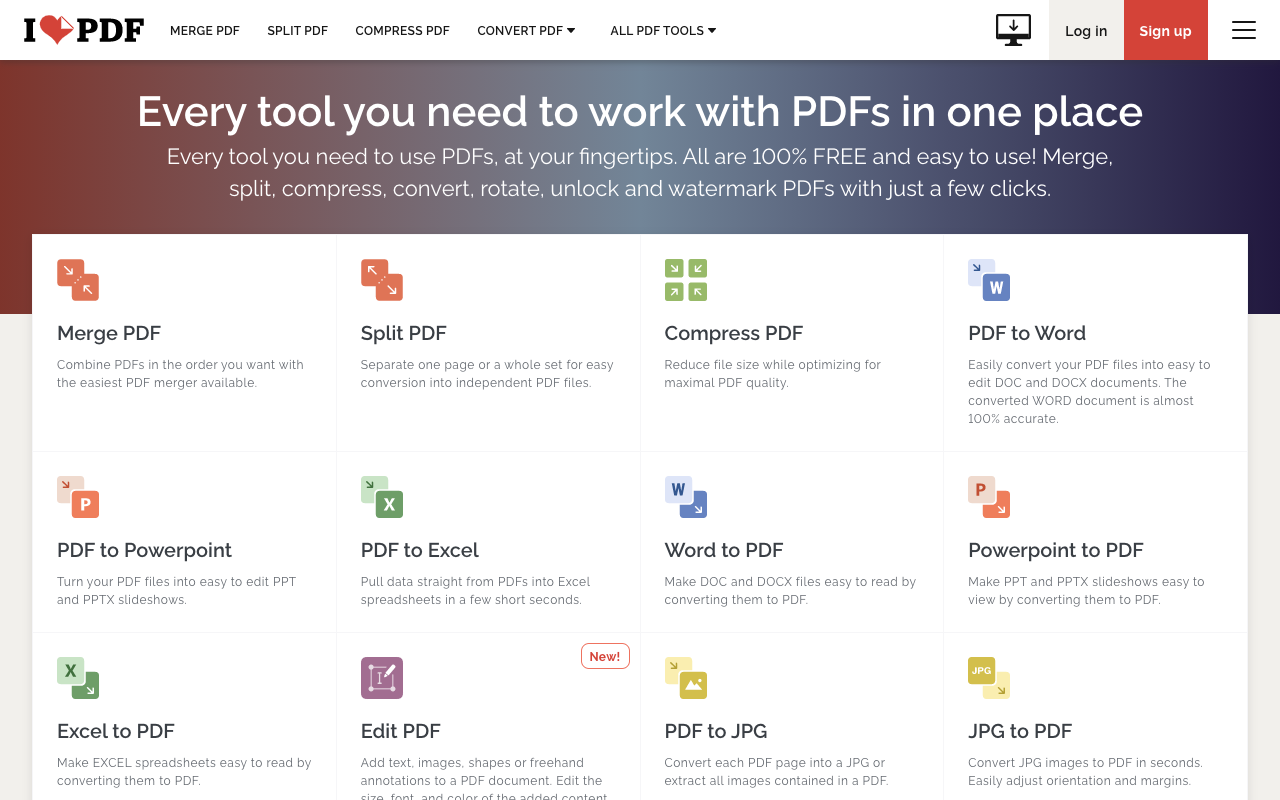 I PDF
MERGE PDF
SPLIT PDF
COMPRESS PDF
CONVERT PDF
ALL PDF TOOLS
Log in
Sign up
Every tool you need to work with PDFs in one place
Every tool you need to use PDFs, at your fingertips. All are 100% FREE and easy to use! Merge,
split, compress, convert, rotate, unlock and watermark PDFs with just a few clicks.
Merge PDF
Combine PDFs in the order you want with
the easiest PDF merger available.
Split PDF
Separate one page or a whole set for easy
conversion into independent PDF files.
Compress PDF
Reduce file size while optimizing for
maximal PDF quality.
W
PDF to Word
Easily convert your PDF files into easy to
edit DOC and DOCX documents. The
converted WORD document is almost
100% accurate.
P
PDF to Powerpoint
Turn your PDF files into easy to edit PPT
and PPTX slideshows.
X
PDF to Excel
Pull data straight from PDFs into Excel
spreadsheets in a few short seconds.
W
Word to PDF
Make DOC and DOCX files easy to read by
converting them to PDF.
P
Powerpoint to PDF
Make PPT and PPTX slideshows easy to
view by converting them to PDF.
X
Excel to PDF
Make EXCEL spreadsheets easy to read by
converting them to PDF.
New!
Edit PDF
Add text, images, shapes or freehand
annotations to a PDF document. Edit the
size, font, and color of the added content.
PDF to JPG
Convert each PDF page into a JPG or
extract all images contained in a PDF.
JPG
JPG to PDF
Convert JPG images to PDF in seconds.
Easily adjust orientation and margins.